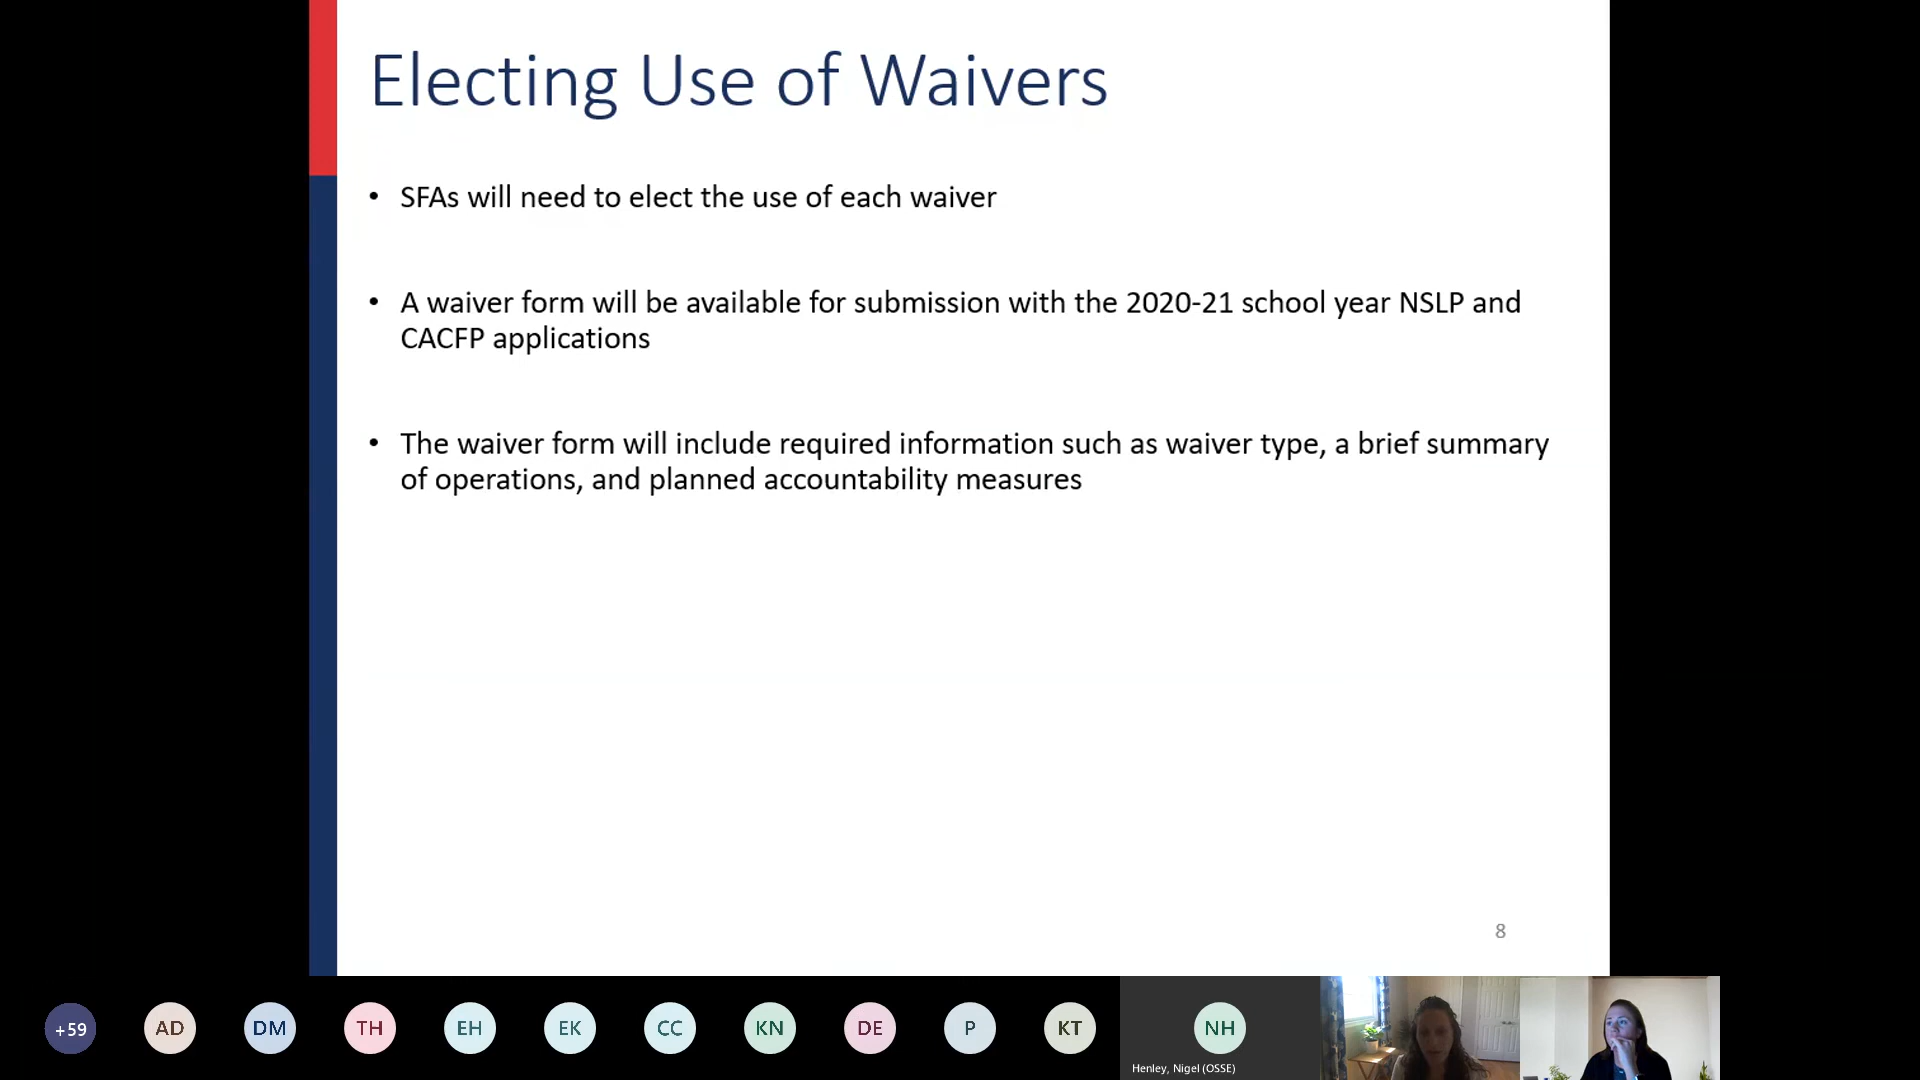 Electing Use of Waivers
• SFAs will need to elect the use of each waiver
• A waiver form will be available for submission with the 2020-21 school year NSLP and
CACFP applications
• The waiver form will include required information such as waiver type, a brief summary
of operations, and planned accountability measures
8
+59 AD DM TH EH EK CC KN DE P KT NH
Henley, Nigel (OSSE)